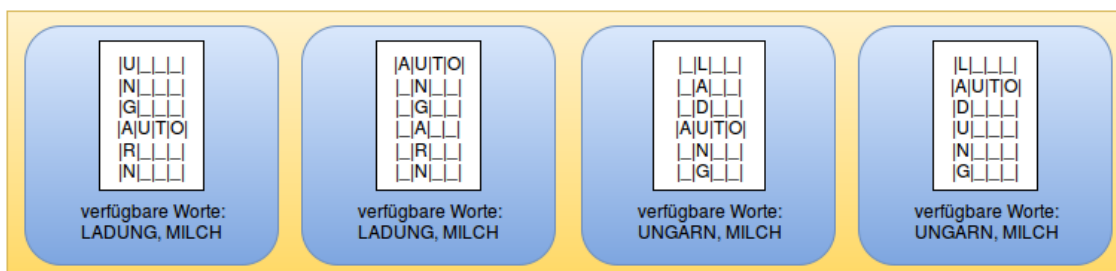 |U|_|_|_|
|N|_|_|_|
|G|_|_|_|
|A|U|T|O|
|R|_|_|_|
|N|_|_|_|
verfügbare Worte:
LADUNG, MILCH
|A|U|T|O|
|_|N|_|_|
|_|G|_|_|
|_|A|_|_|
|_|R|_|_|
|_|N|_|_|
verfügbare Worte:
LADUNG, MILCH
|_|L|_|_|
|_|A|_|_|
|_|D|_|_|
|A|U|T|O|
|_|N|_|_|
|_|G|_|_|
verfügbare Worte:
UNGARN, MILCH
|L|_|_|_|
|A|U|T|O|
|D|_|_|_|
|U|_|_|_|
|N|_|_|_|
|G|_|_|_|
verfügbare Worte:
UNGARN, MILCH